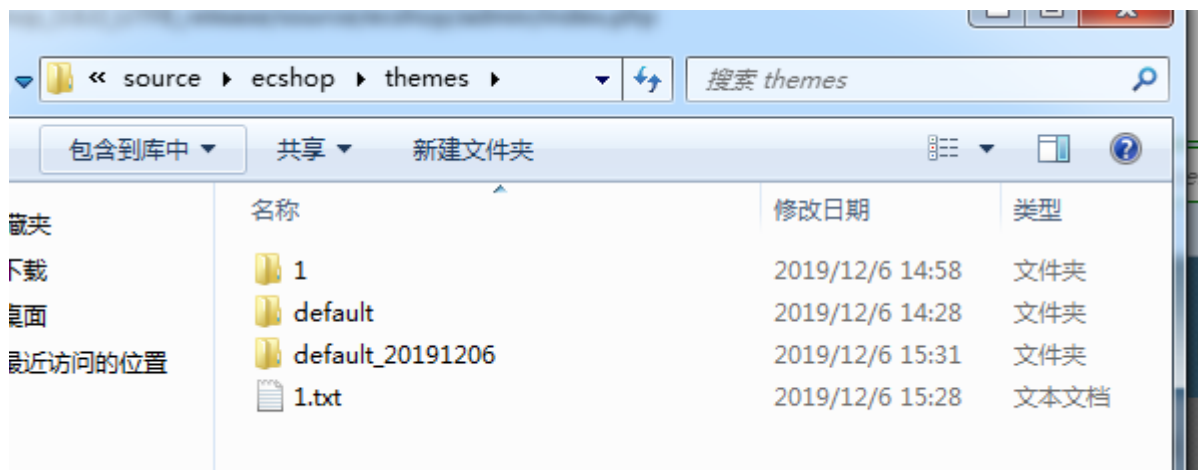 « source ▸ ecshop ▸ themes ▸ 搜索 themes
包含到库中 共享 新建文件夹
名称 修改日期 类型
藏夹
下载
桌面
最近访问的位置
1 2019/12/6 14:58 文件夹
default 2019/12/6 14:28 文件夹
default_20191206 2019/12/6 15:31 文件夹
1.txt 2019/12/6 15:28 文本文档